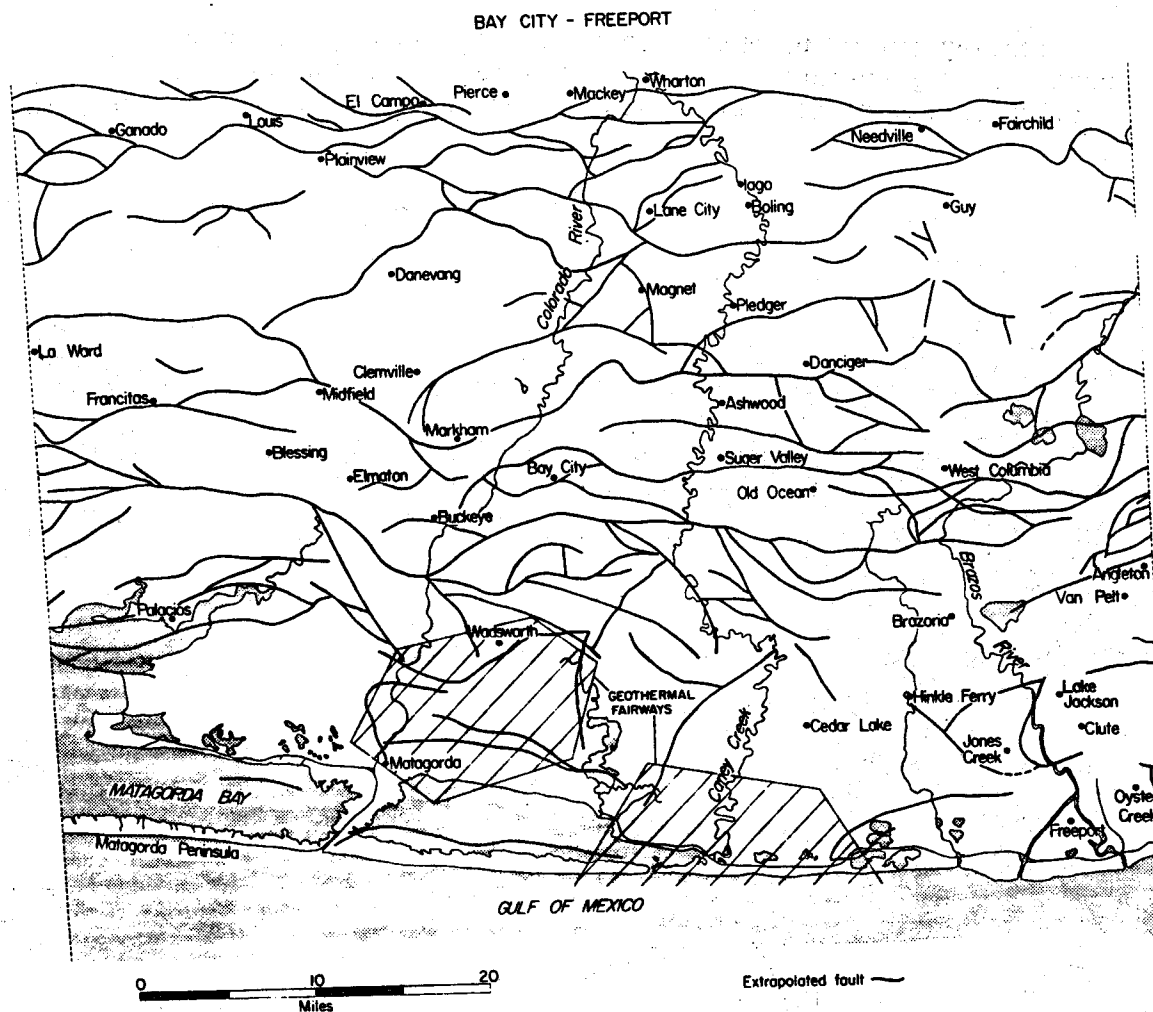 BAY CITY - FREEPORT
Wharton
Pierce
Mackey
El Campo
Louis
Ganado
Needville
Fairchild
Plainview
Iago
Lane City
Boling
Guy
Colorado River
Danevang
Magnet
Pledger
La Ward
Clemville
Danciger
Midfield
Francitas
Ashwood
Markham
Blessing
Bay City
Sugar Valley
West Columbia
Elmaton
Old Ocean
Buckeye
Brazos River
Angleton
Van Pelt
Palacios
Brazoria
Wadsworth
GEOTHERMAL
FAIRWAYS
Hinkle Ferry
Lake
Jackson
Caney Creek
Cedar Lake
Clute
Jones
Creek
Matagorda
MATAGORDA BAY
Oyste
Creek
Freeport
Matagorda Peninsula
GULF OF MEXICO
0 10 20
Miles
Extrapolated fault